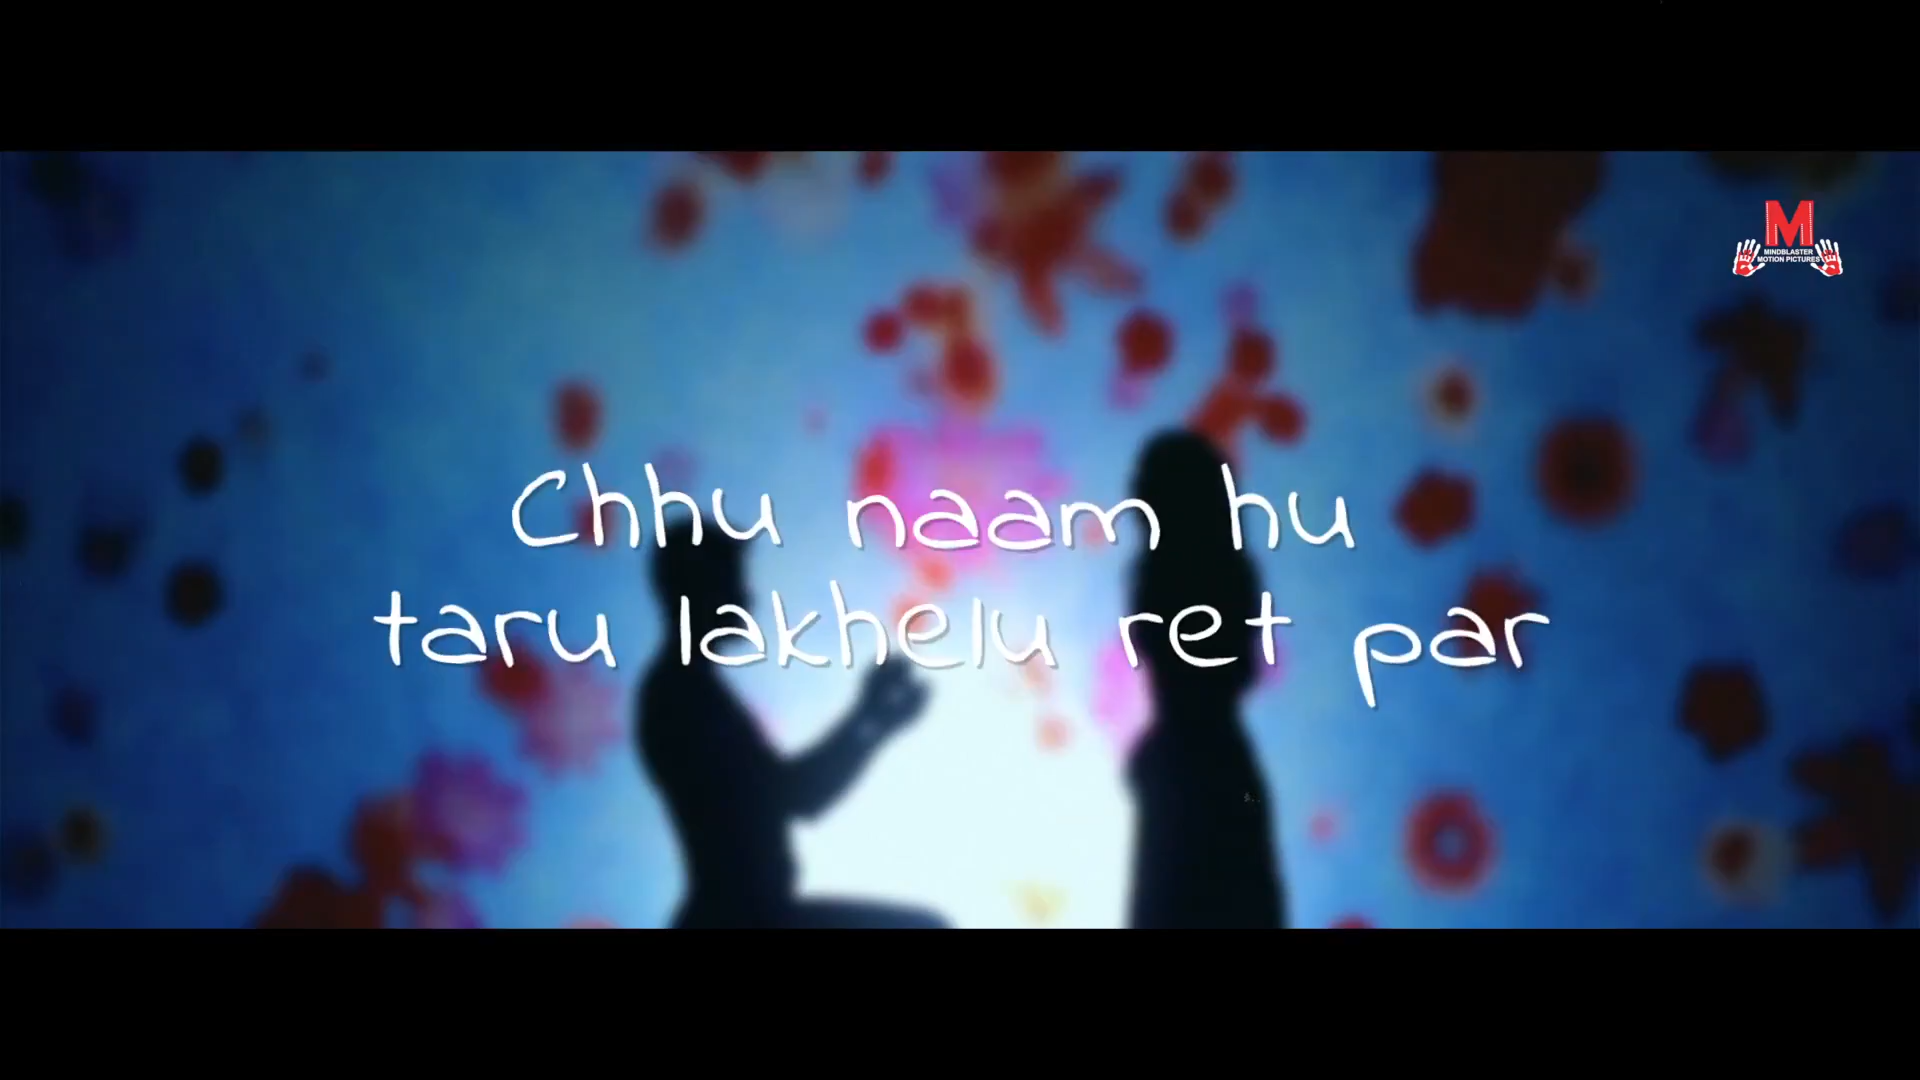 M
MINDBLASTER
MOTION PICTURES
Chhu naam hu
taru lakhelu ret par